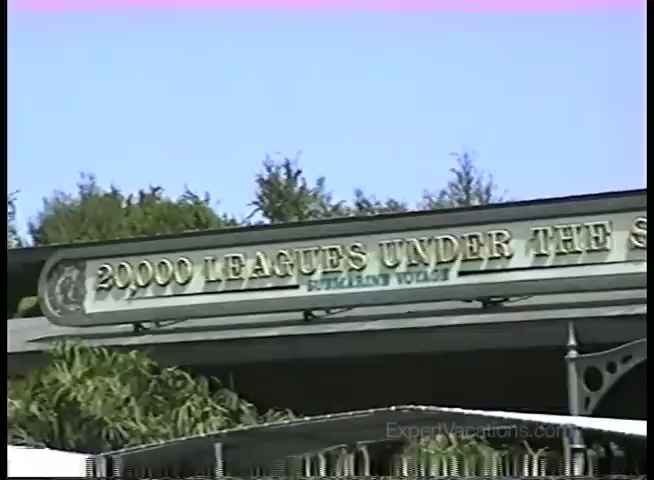 20,000 LEAGUES UNDER THE S
SUBMARINE VOYAGE
ExpertVacations.com